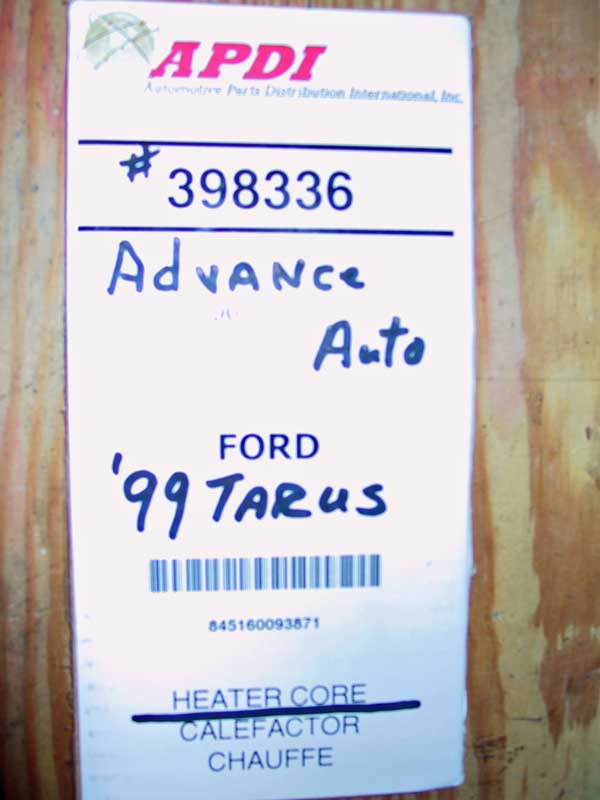 APDI
Automotive Parts Distribution International, Inc.
# 398336
Advance
Auto
FORD
'99 TARUS
845160093871
HEATER CORE
CALEFACTOR
CHAUFFE